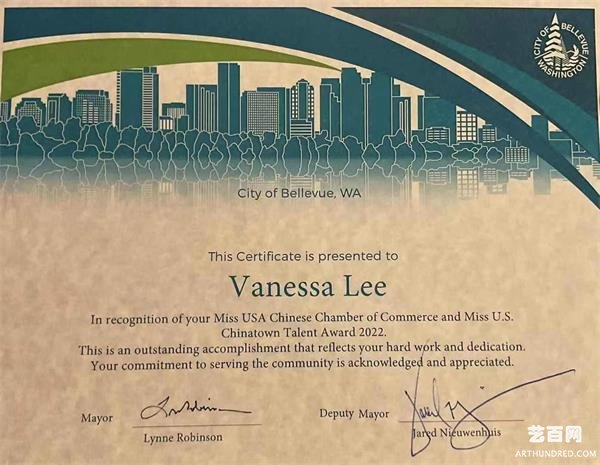 CITY OF BELLEVUE
WASHINGTON
City of Bellevue, WA
This Certificate is presented to
Vanessa Lee
In recognition of your Miss USA Chinese Chamber of Commerce and Miss U.S.
Chinatown Talent Award 2022.
This is an outstanding accomplishment that reflects your hard work and dedication.
Your commitment to serving the community is acknowledged and appreciated.
Mayor
Lynne Robinson
Deputy Mayor
Jared Nieuwenhuis
艺百网
ARTHUNDRED.COM